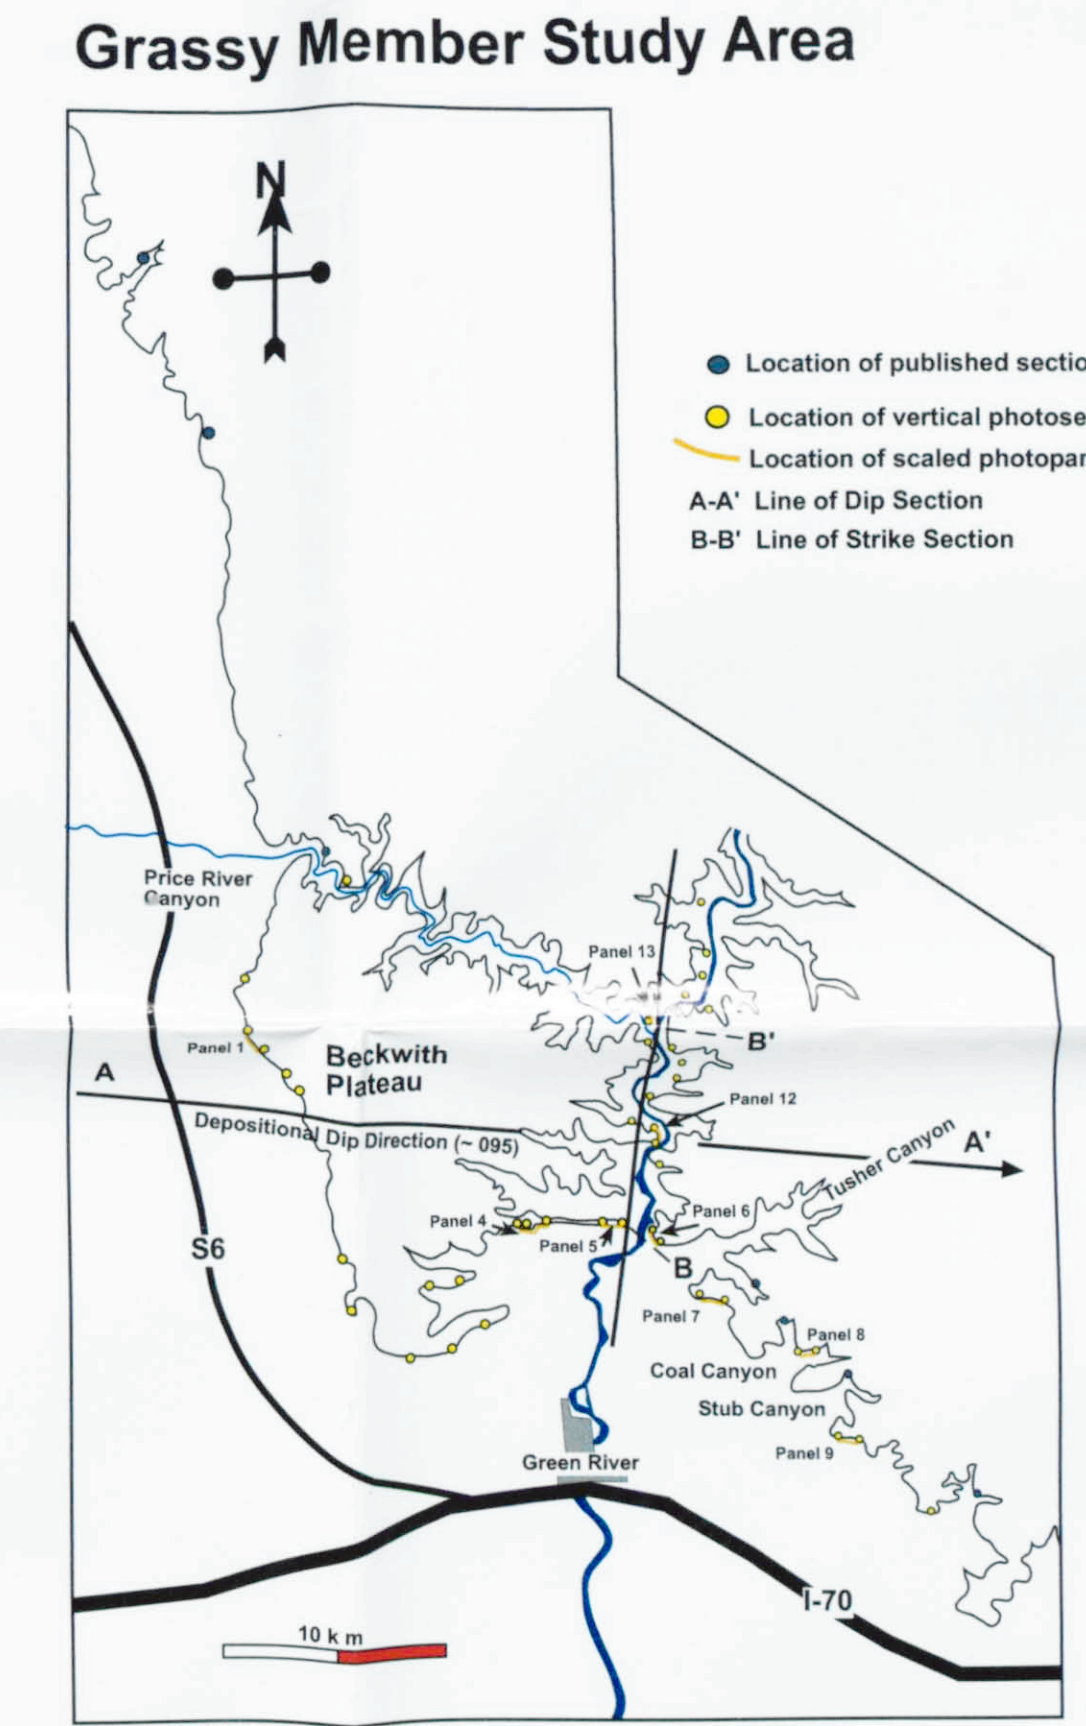 Grassy Member Study Area
N
Location of published sectio
Location of vertical photose
Location of scaled photopan
A-A' Line of Dip Section
B-B' Line of Strike Section
Price River
Canyon
Panel 13
Panel 1
Beckwith
Plateau
B'
A
Panel 12
Depositional Dip Direction (~ 095)
A'
Tusher Canyon
Panel 4
Panel 5
Panel 6
S6
B
Panel 7
Panel 8
Coal Canyon
Stub Canyon
Panel 9
Green River
I-70
10 k m